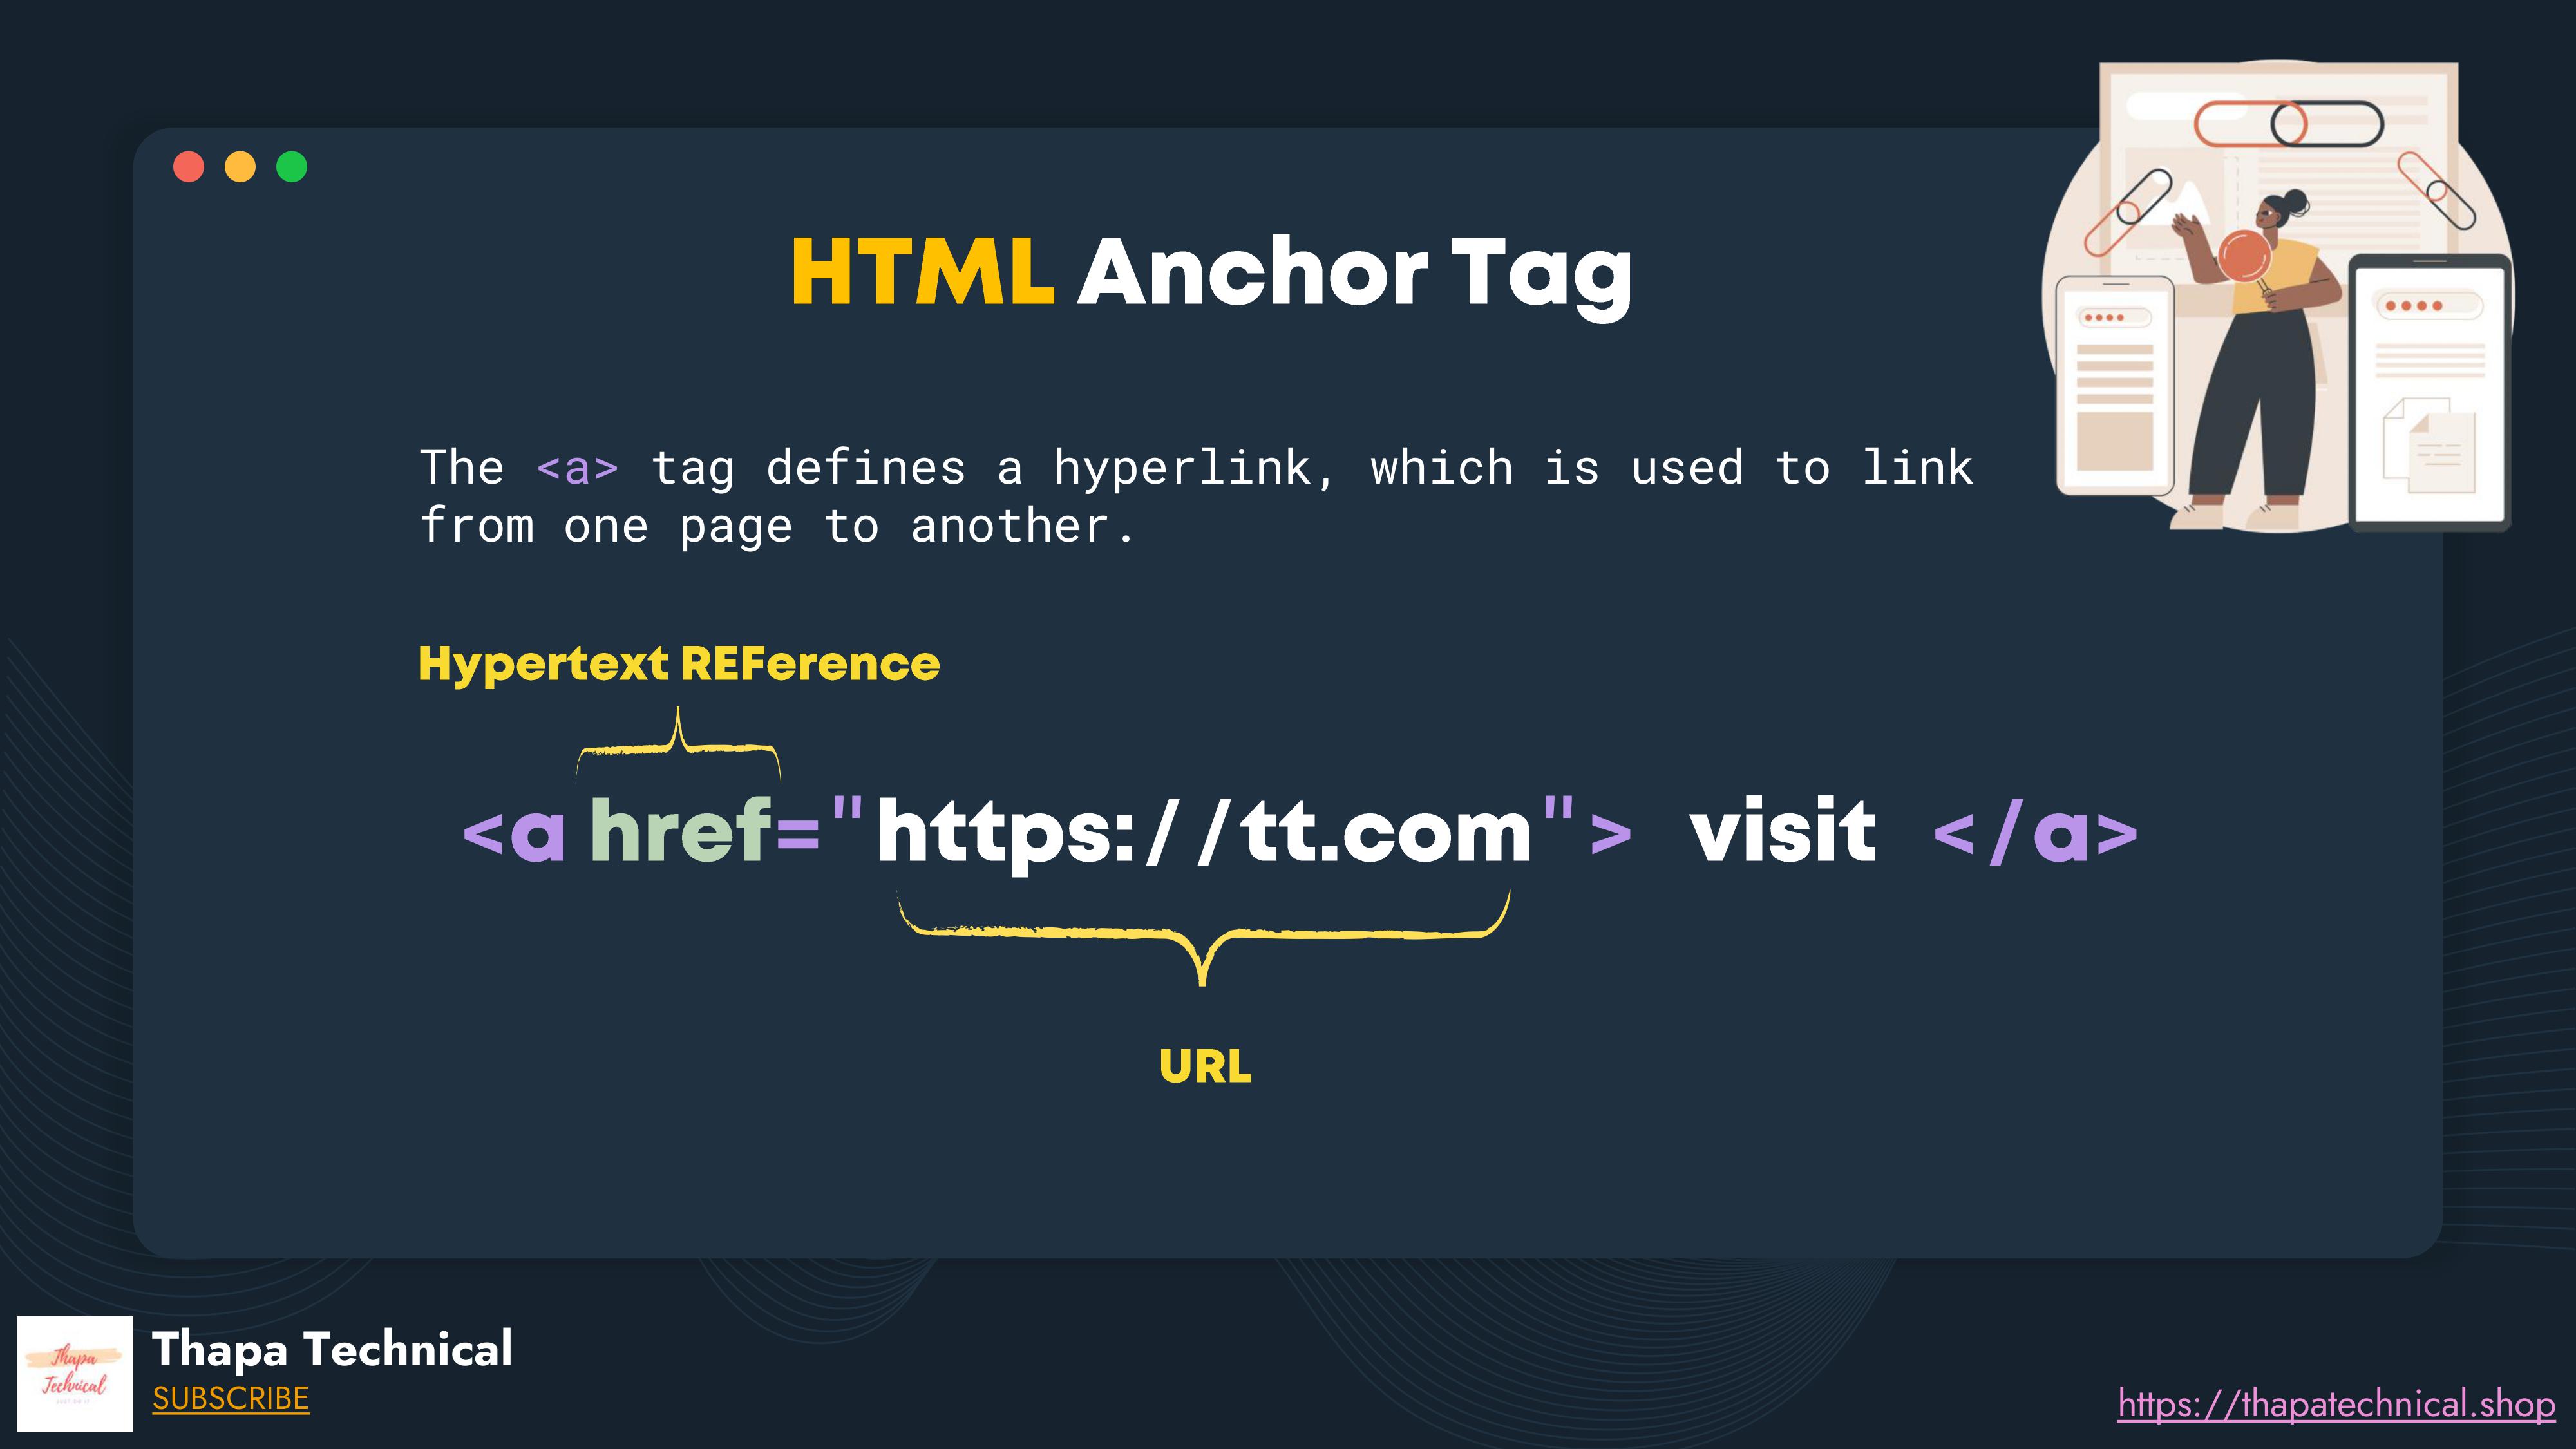 HTML Anchor Tag
The <a> tag defines a hyperlink, which is used to link
from one page to another.
Hypertext REFerence
<a href="https://tt.com"> visit </a>
URL
Thapa
Technical
Thapa Technical
SUBSCRIBE
https://thapatechnical.shop